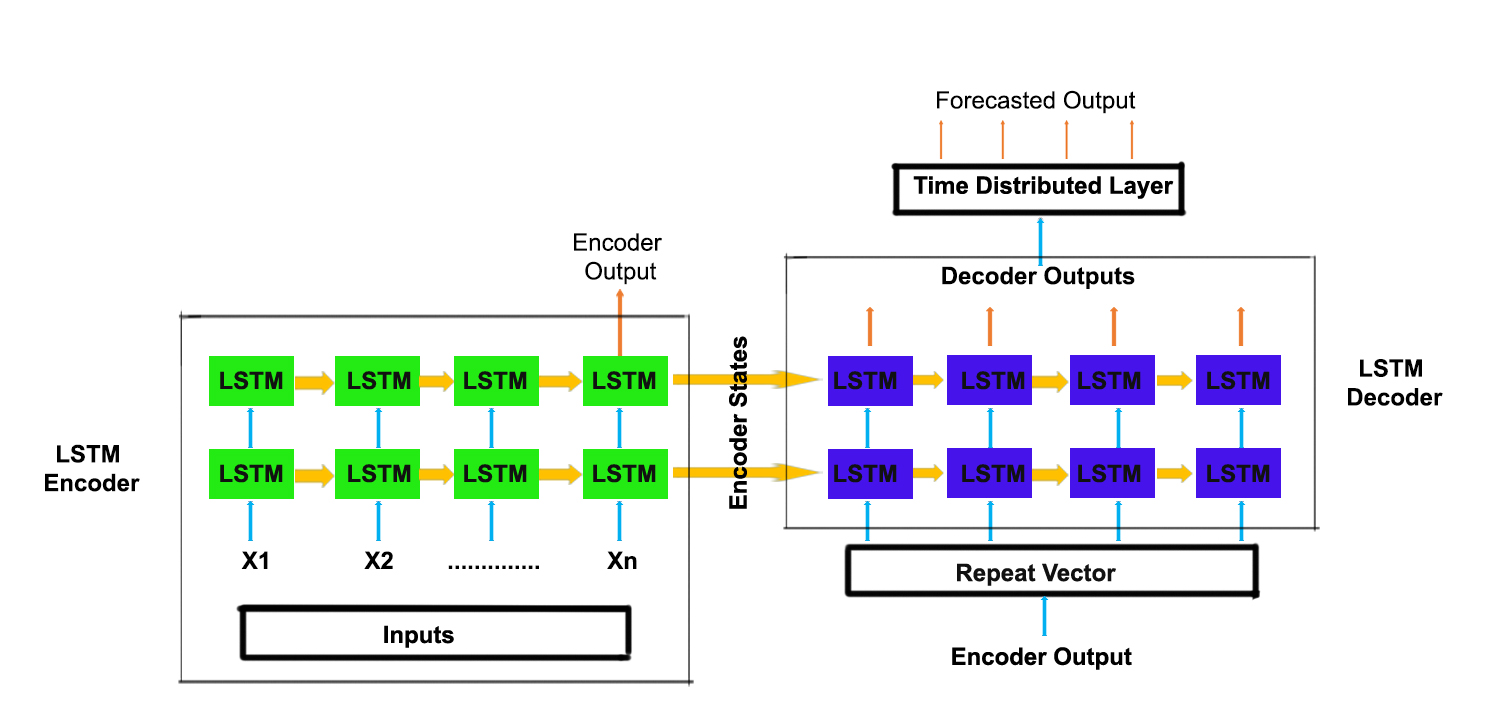 Forecasted Output
Time Distributed Layer
Encoder
Output
Decoder Outputs
LSTM LSTM LSTM LSTM
LSTM LSTM LSTM LSTM
Encoder States
LSTM LSTM LSTM LSTM
LSTM LSTM LSTM LSTM
LSTM
Decoder
LSTM
Encoder
X1 X2 .............. Xn
Inputs
Repeat Vector
Encoder Output